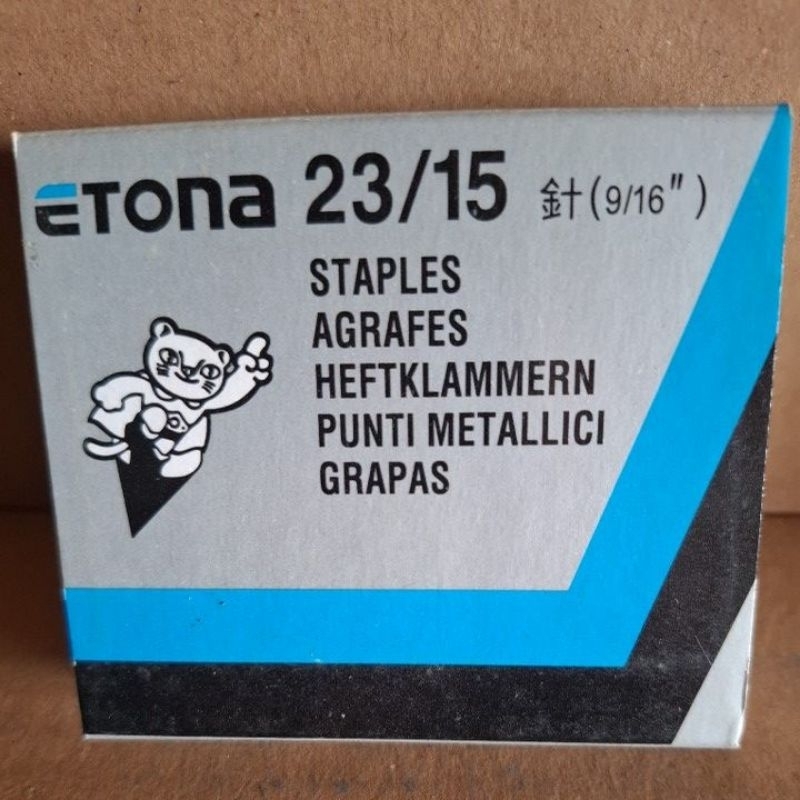 ETONA 23/15 針(9/16")
STAPLES
AGRAFES
HEFTKLAMMERN
PUNTI METALLICI
GRAPAS